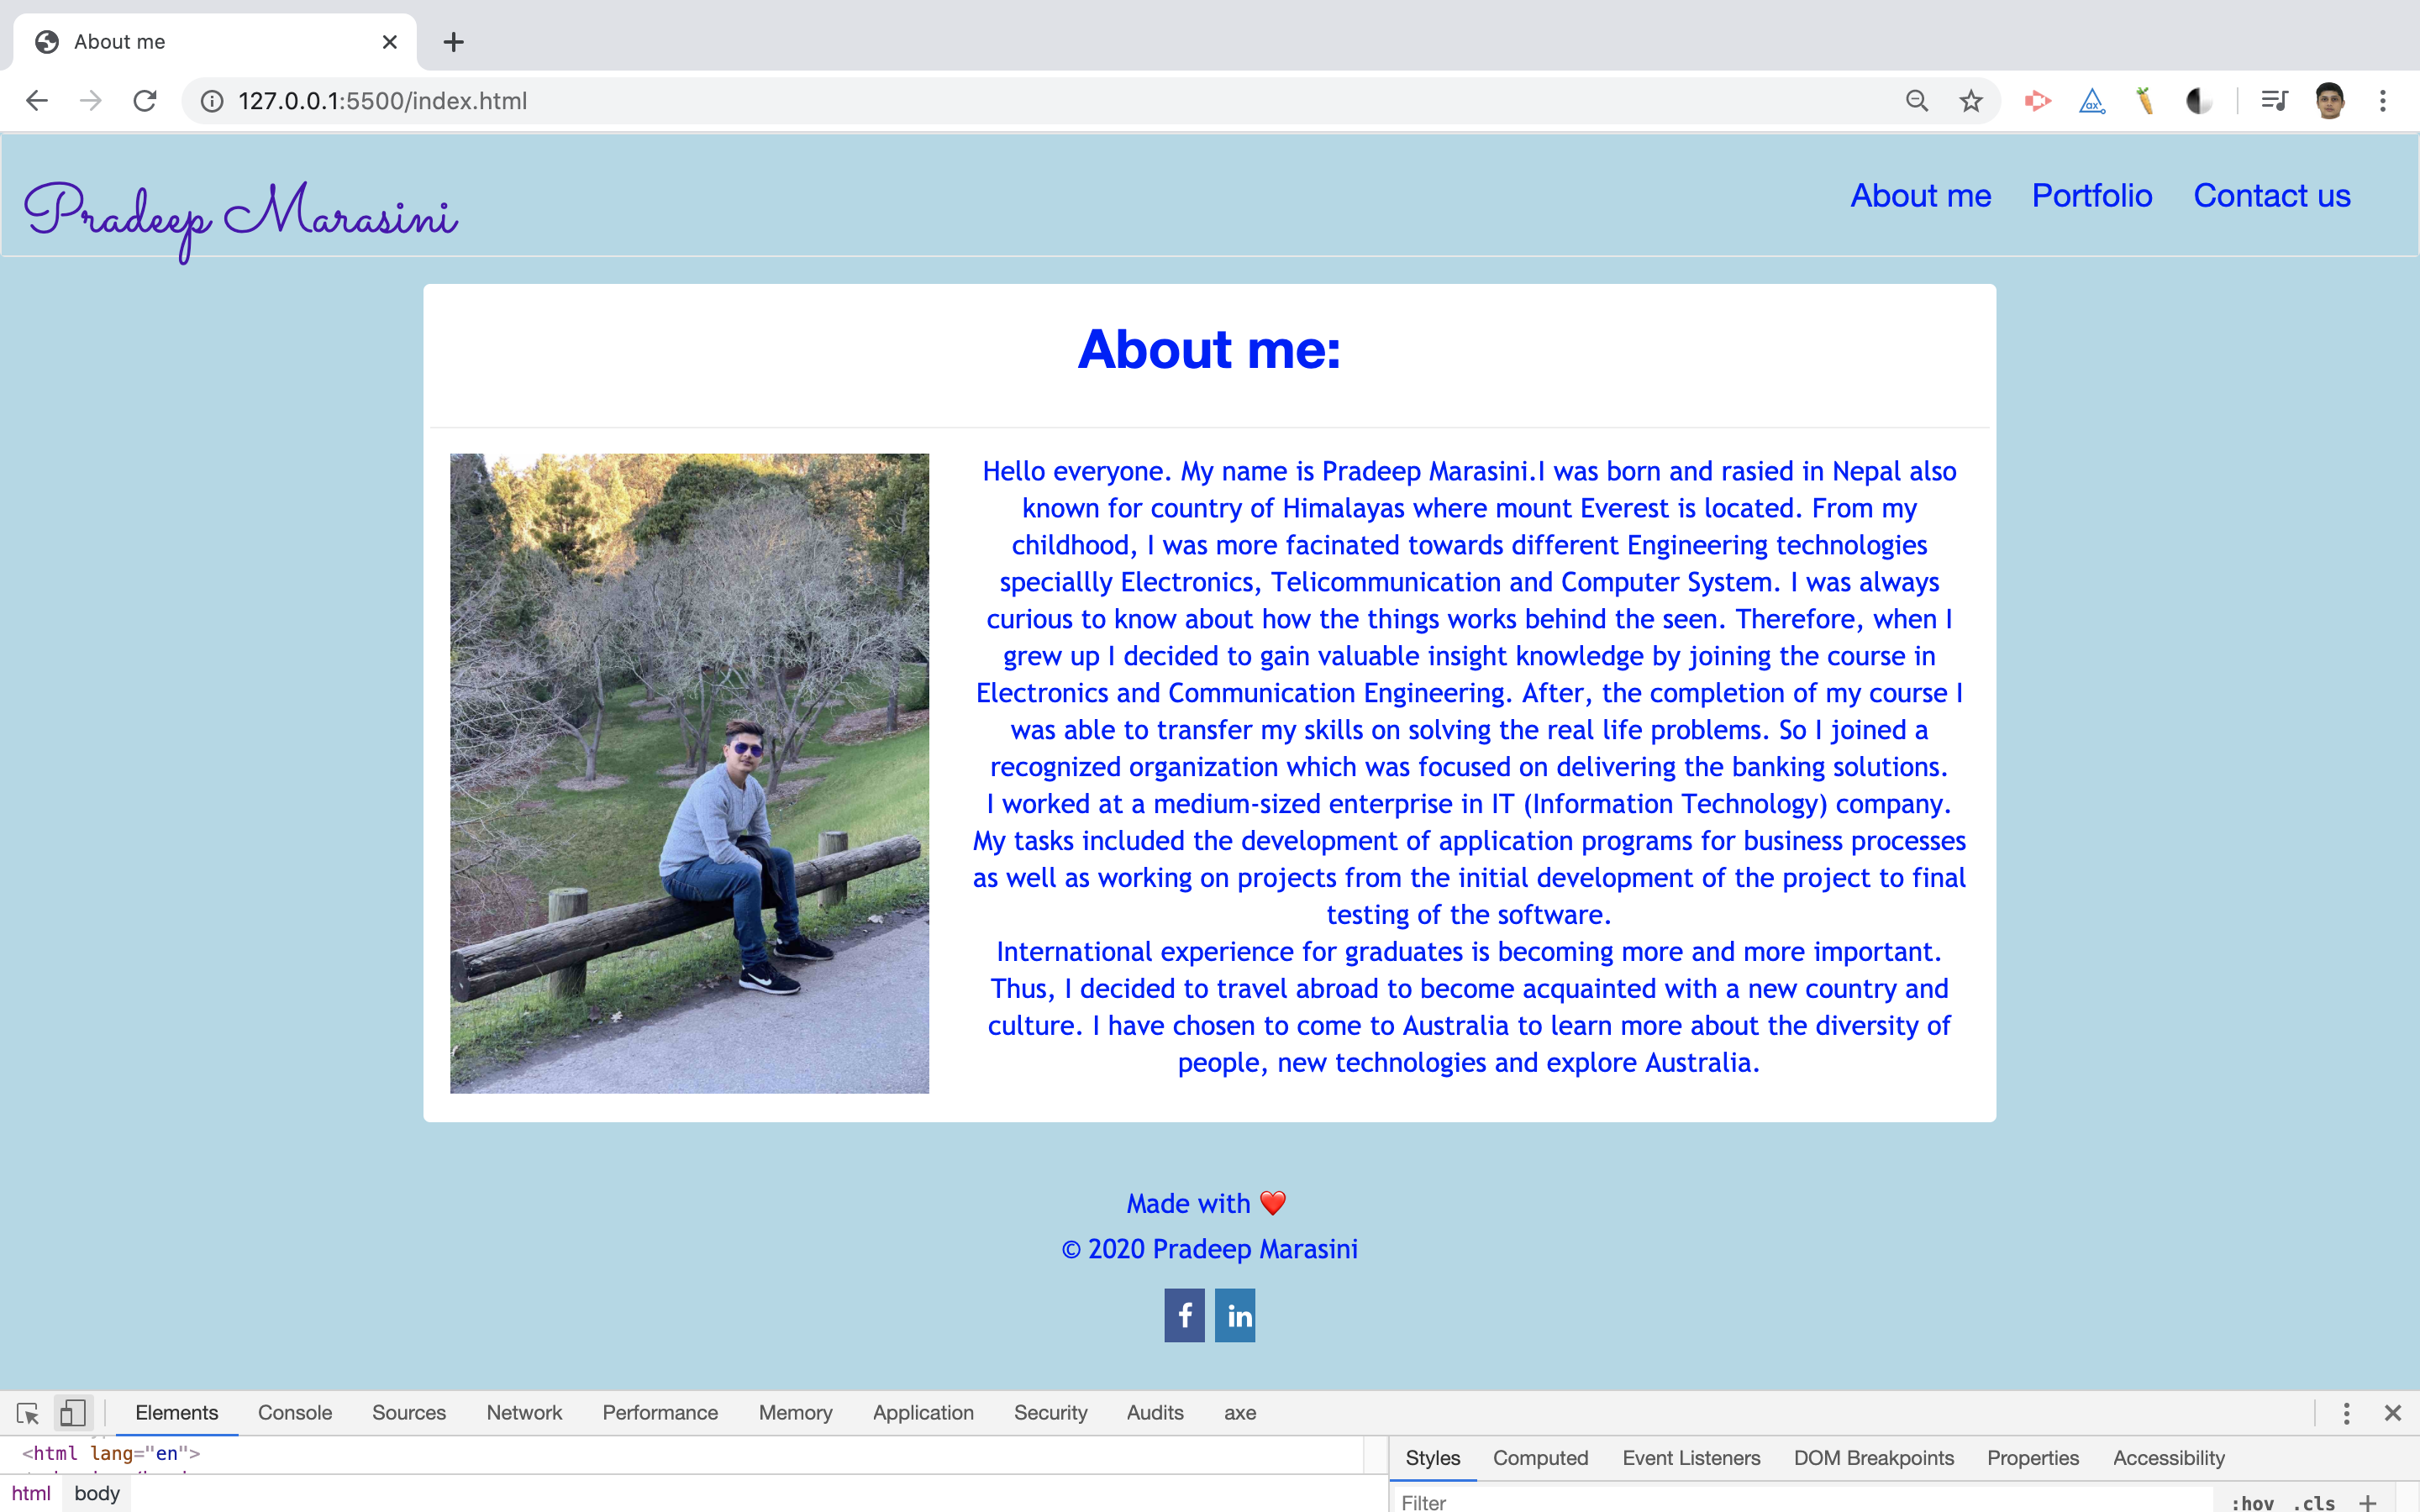 About me
127.0.0.1:5500/index.html
ax
Pradeep Marasini
About me Portfolio Contact us
About me:
Hello everyone. My name is Pradeep Marasini.I was born and rasied in Nepal also
known for country of Himalayas where mount Everest is located. From my
childhood, I was more facinated towards different Engineering technologies
speciallly Electronics, Telicommunication and Computer System. I was always
curious to know about how the things works behind the seen. Therefore, when I
grew up I decided to gain valuable insight knowledge by joining the course in
Electronics and Communication Engineering. After, the completion of my course I
was able to transfer my skills on solving the real life problems. So I joined a
recognized organization which was focused on delivering the banking solutions.
I worked at a medium-sized enterprise in IT (Information Technology) company.
My tasks included the development of application programs for business processes
as well as working on projects from the initial development of the project to final
testing of the software.
International experience for graduates is becoming more and more important.
Thus, I decided to travel abroad to become acquainted with a new country and
culture. I have chosen to come to Australia to learn more about the diversity of
people, new technologies and explore Australia.
Made with ❤️
© 2020 Pradeep Marasini
f in
Elements Console Sources Network Performance Memory Application Security Audits axe
<html lang="en">
html body
Styles Computed Event Listeners DOM Breakpoints Properties Accessibility
Filter :hov .cls +